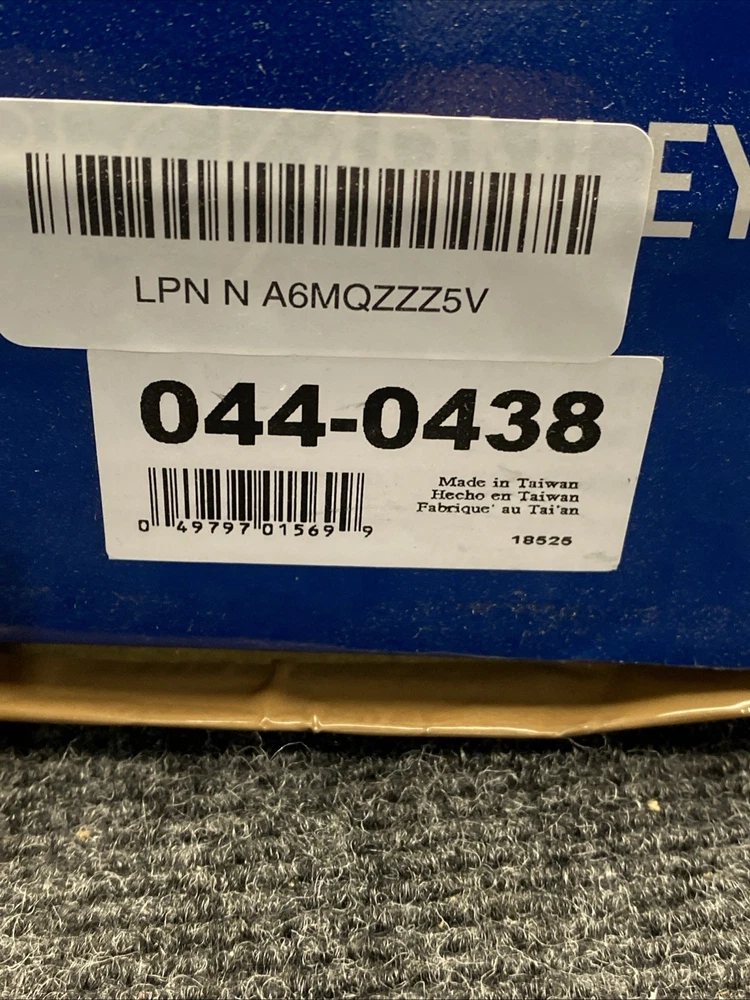 EY
LPN N A6MQZZZ5V
044-0438
Made in Taiwan
Hecho en Taiwan
Fabrique' au Tai'an
0 49797 01569 9
18525